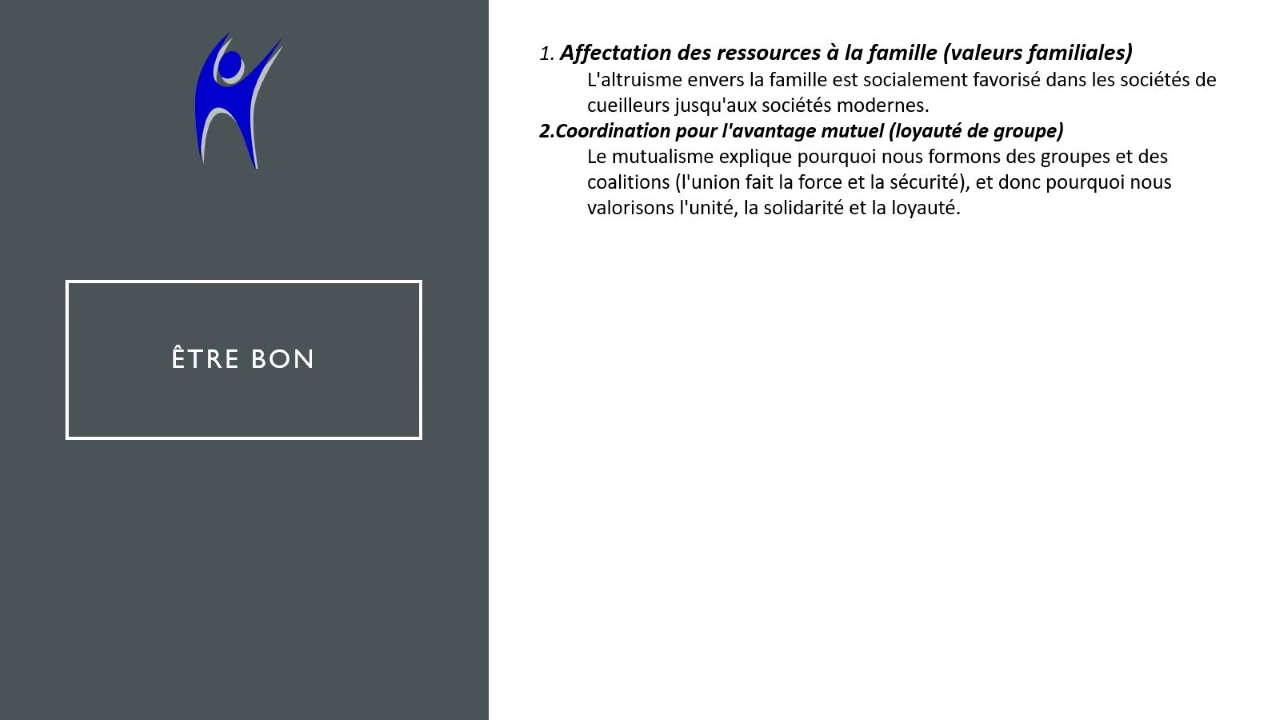 ÊTRE BON
1. Affectation des ressources à la famille (valeurs familiales)
L'altruisme envers la famille est socialement favorisé dans les sociétés de
cueilleurs jusqu'aux sociétés modernes.
2.Coordination pour l'avantage mutuel (loyauté de groupe)
Le mutualisme explique pourquoi nous formons des groupes et des
coalitions (l'union fait la force et la sécurité), et donc pourquoi nous
valorisons l'unité, la solidarité et la loyauté.